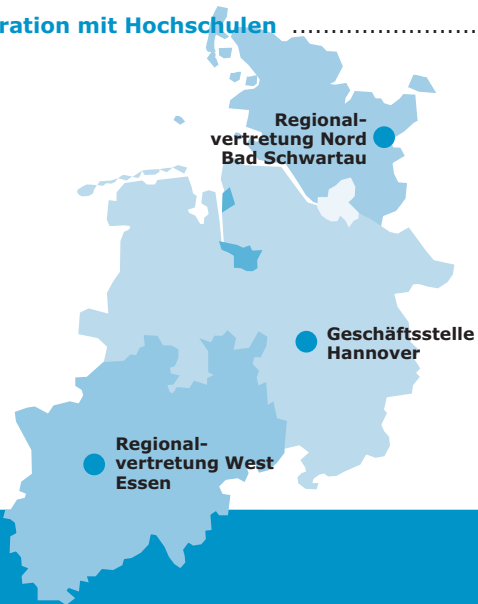 ration mit Hochschulen .......................
Regional-
vertretung Nord
Bad Schwartau
Geschäftsstelle
Hannover
Regional-
vertretung West
Essen